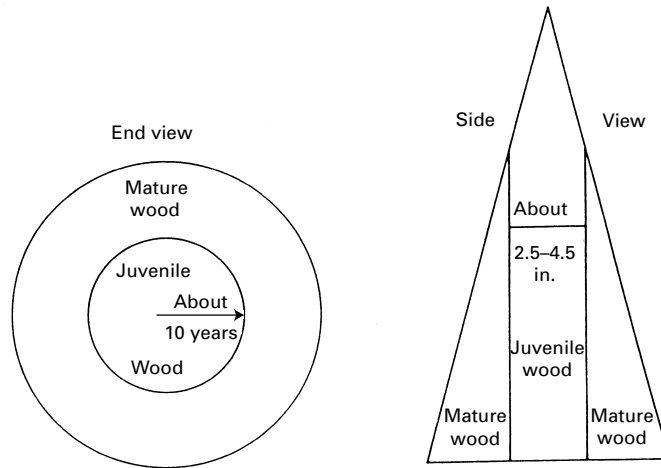 End view
Mature
wood
Juvenile
About
10 years
Wood
Side
View
About
2.5–4.5
in.
Juvenile
wood
Mature
wood
Mature
wood